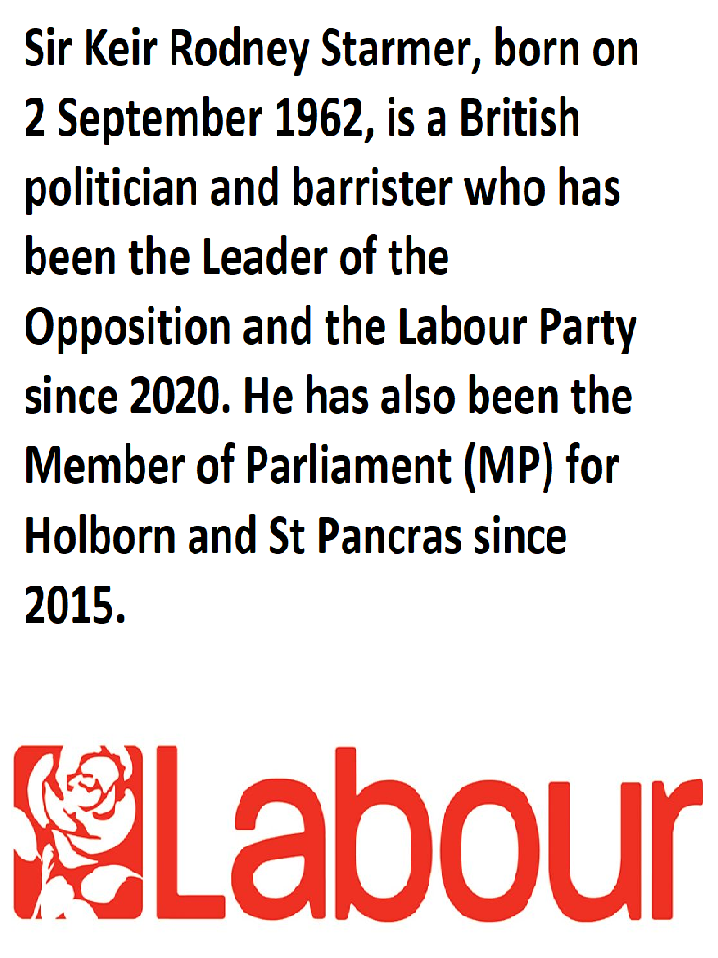 Sir Keir Rodney Starmer, born on
2 September 1962, is a British
politician and barrister who has
been the Leader of the
Opposition and the Labour Party
since 2020. He has also been the
Member of Parliament (MP) for
Holborn and St Pancras since
2015.
Labour